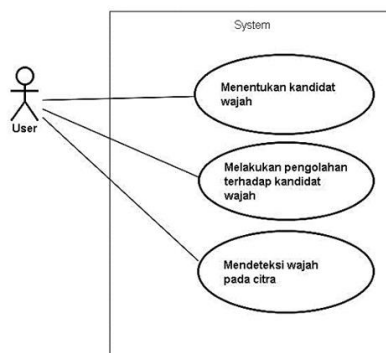 System
Menentukan kandidat
wajah
User
Melakukan pengolahan
terhadap kandidat
wajah
Mendeteksi wajah
pada citra